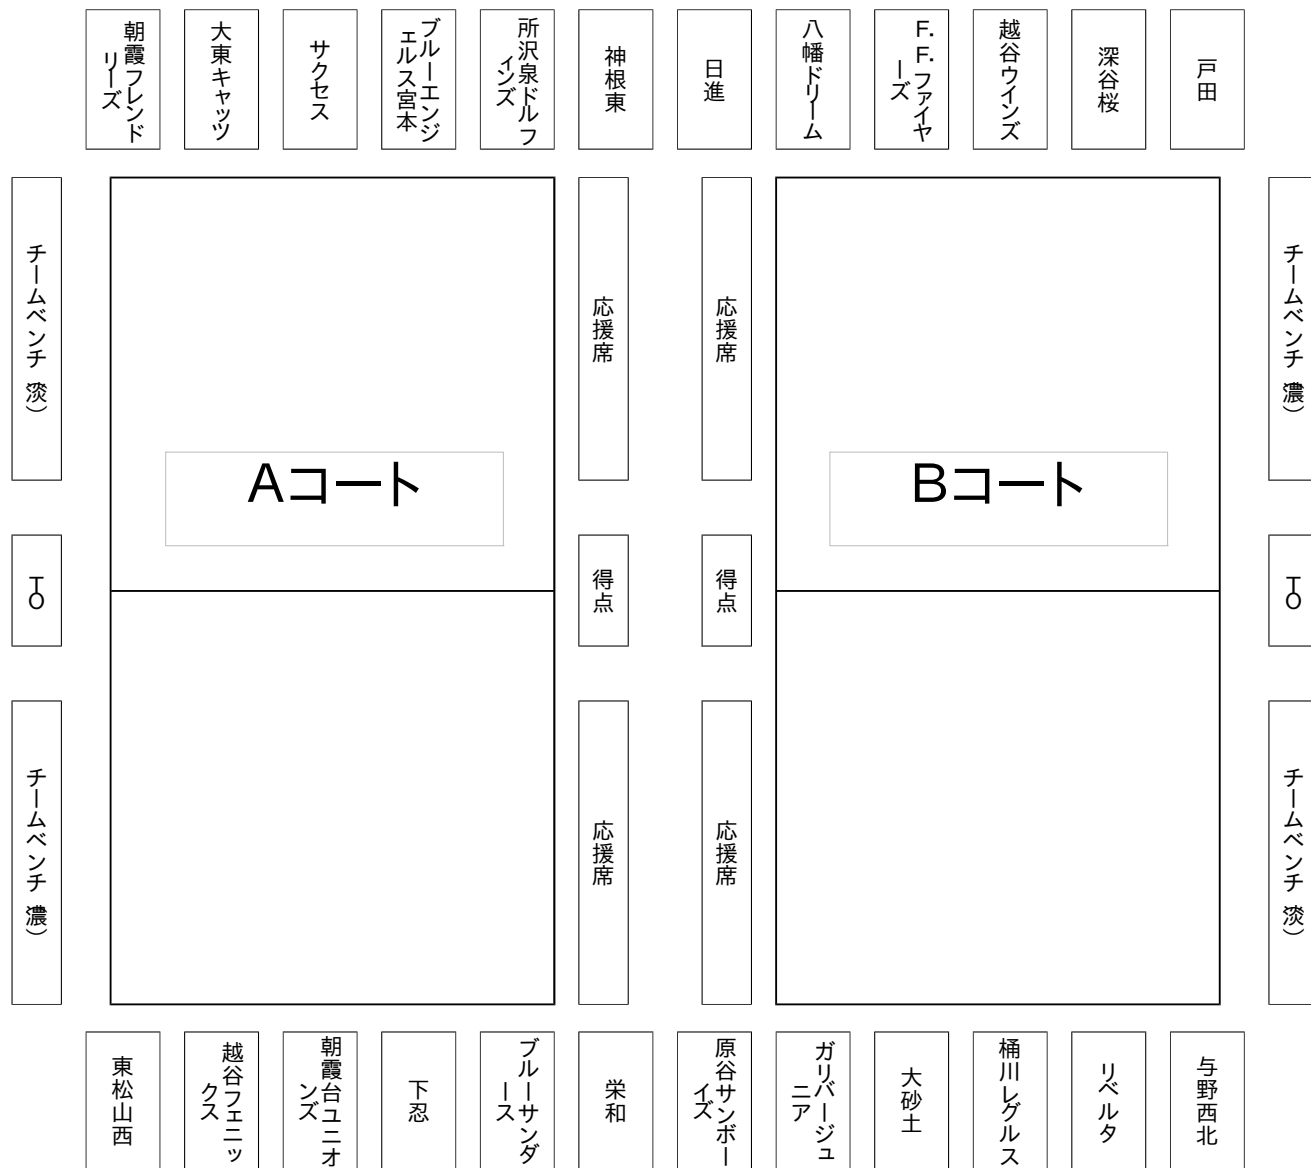 朝霞フレンド
リーズ
大東キャッツ
サクセス
ブルーエンジ
ェルス宮本
所沢泉ドルフ
ィンズ
神根東
日進
八幡ドリーム
F.F.ファイヤ
ーズ
越谷ウインズ
深谷桜
戸田
チームベンチ(淡)
応援席
応援席
チームベンチ(濃)
Aコート
Bコート
TO
得点
得点
TO
チームベンチ(濃)
応援席
応援席
チームベンチ(淡)
東松山西
越谷フェニッ
クス
朝霞台ユニオ
ンズ
下忍
ブルーサンダ
ース
栄和
原谷サンボー
イズ
ガリバージュ
ニア
大砂土
桶川レグルス
リベルタ
与野西北